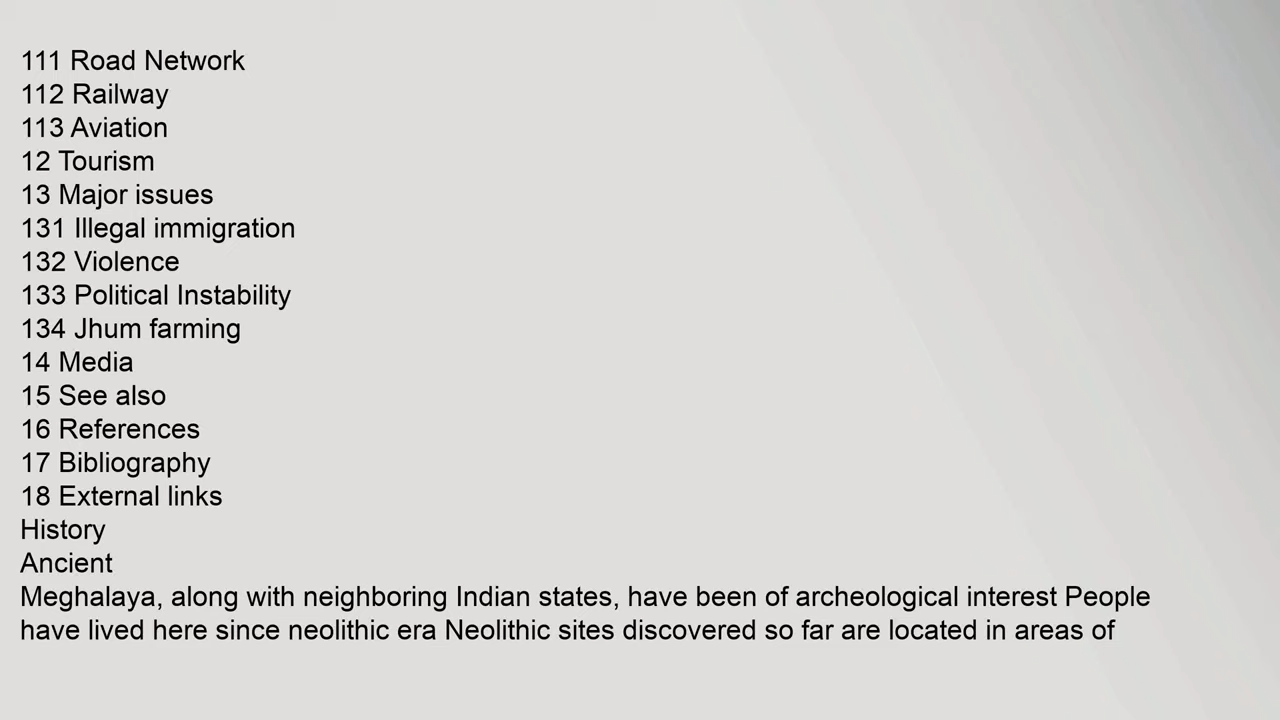 111 Road Network
112 Railway
113 Aviation
12 Tourism
13 Major issues
131 Illegal immigration
132 Violence
133 Political Instability
134 Jhum farming
14 Media
15 See also
16 References
17 Bibliography
18 External links
History
Ancient
Meghalaya, along with neighboring Indian states, have been of archeological interest People
have lived here since neolithic era Neolithic sites discovered so far are located in areas of